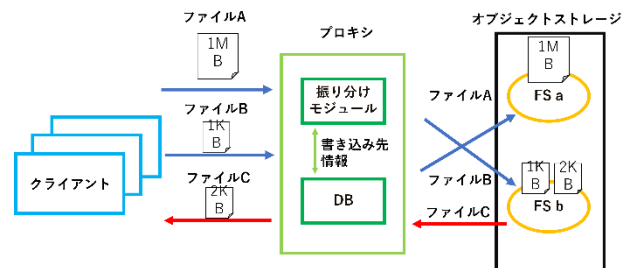 ファイルA
1M
B
ファイルB
1K
B
ファイルC
2K
B
クライアント
プロキシ
振り分け
モジュール
書き込み先
情報
DB
ファイルA
ファイルB
ファイルC
オブジェクトストレージ
1M
B
FS a
1K
B
2K
B
FS b